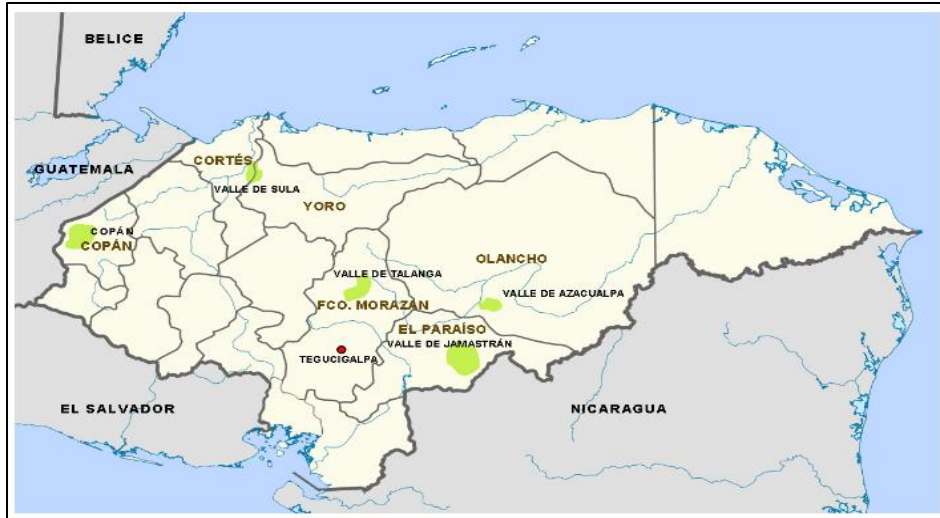 BELICE
CORTÉS
GUATEMALA
VALLE DE SULA
YORO
COPÁN
COPÁN
OLANCHO
VALLE DE TALANGA
VALLE DE AZACUALPA
FCO. MORAZÁN
EL PARAÍSO
VALLE DE JAMASTRÁN
TEGUCIGALPA
EL SALVADOR
NICARAGUA